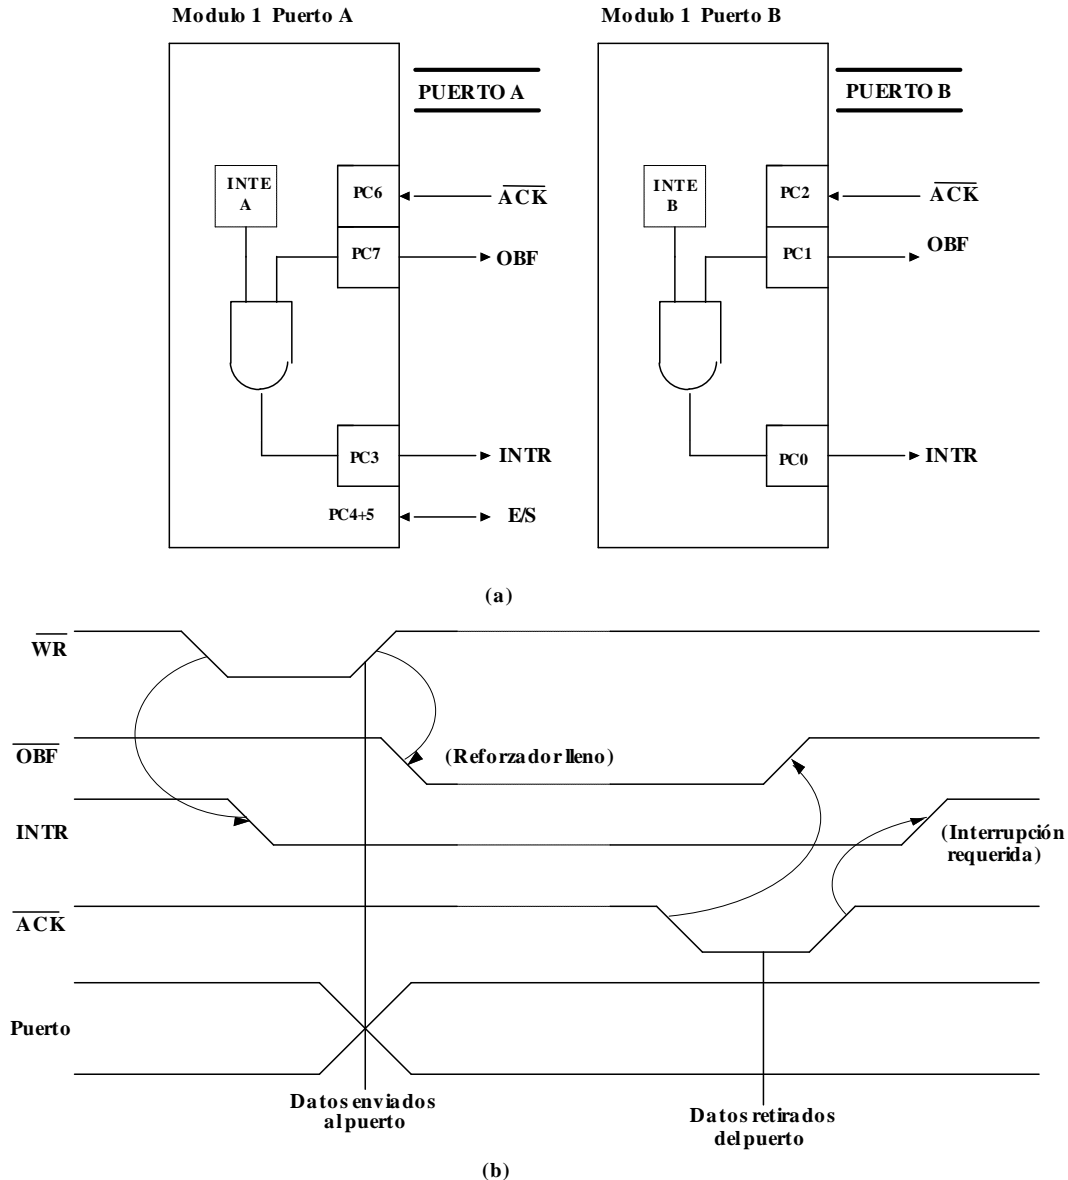 Modulo 1 Puerto A
Modulo 1 Puerto B
PUERTO A
PUERTO B
INTE
A
PC6
ACK
INTE
B
PC2
ACK
PC7
OBF
PC1
OBF
PC3
INTR
PC0
INTR
PC4+5
E/S
(a)
WR
OBF
(Reforzador lleno)
INTR
(Interrupción
requerida)
ACK
Puerto
Datos enviados
al puerto
Datos retirados
del puerto
(b)